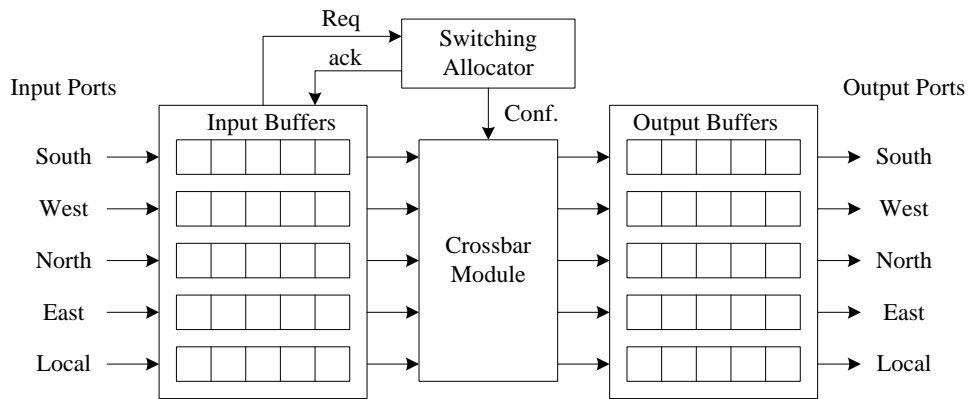 Req
Switching
Allocator
ack
Input Ports
Output Ports
Input Buffers
Conf.
Output Buffers
South
South
West
West
North
Crossbar
Module
North
East
East
Local
Local